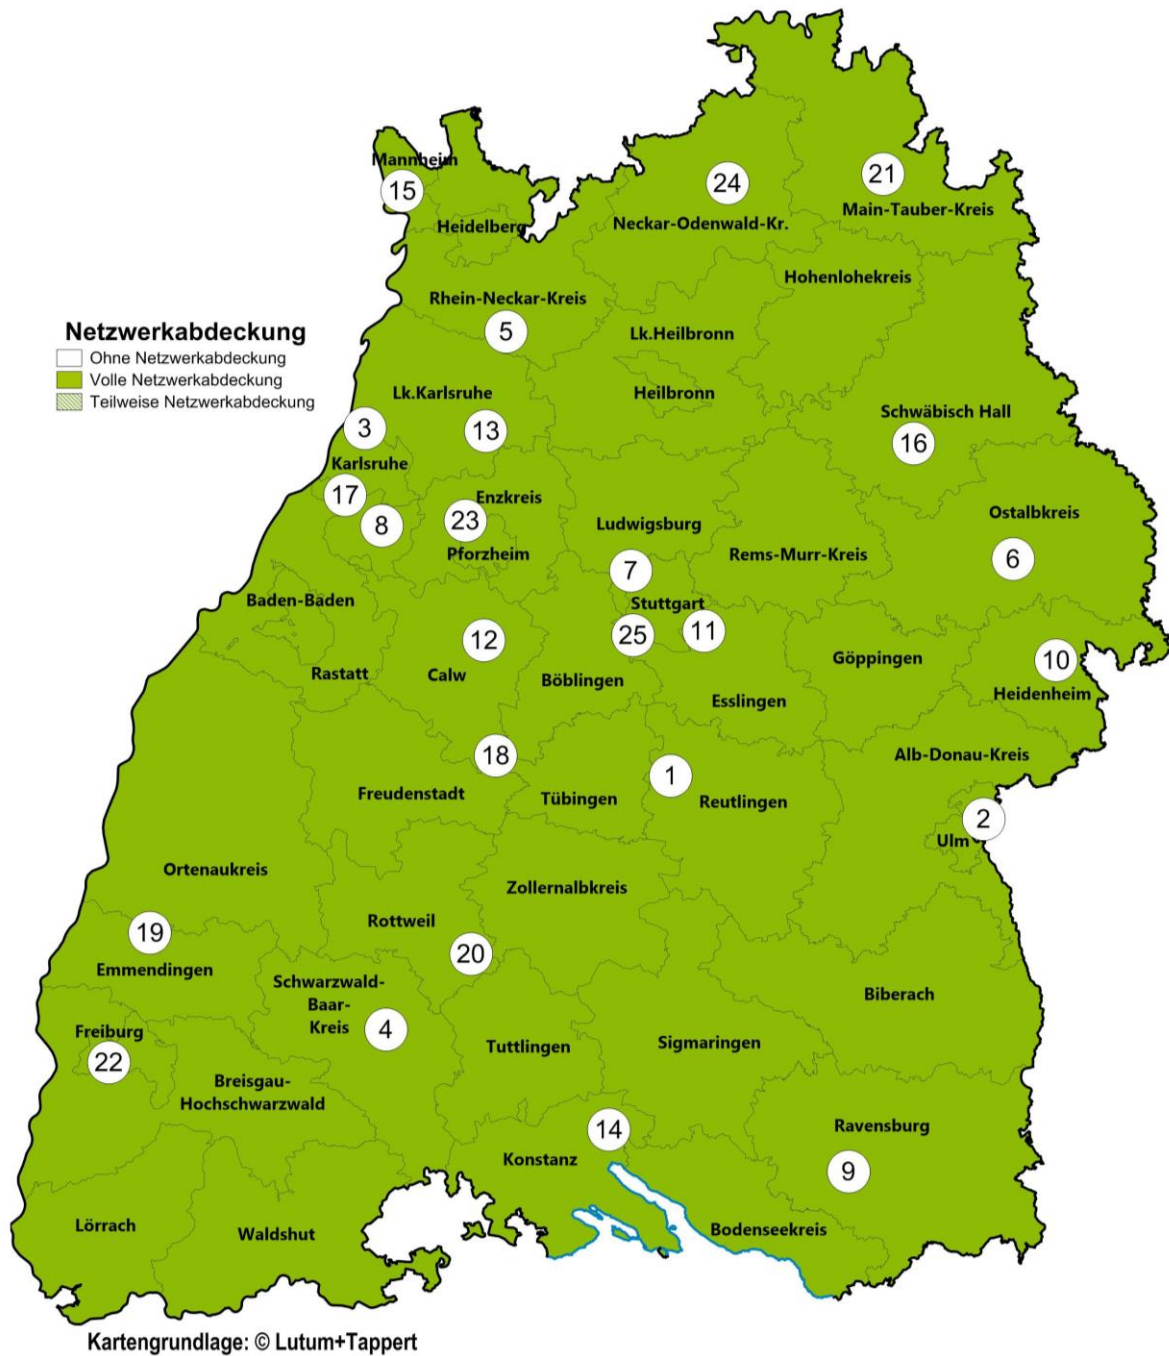 Mannheim
15
24
21
Main-Tauber-Kreis
Neckar-Odenwald-Kr.
Heidelberg
Hohenlohekreis
Rhein-Neckar-Kreis
5
Lk.Heilbronn
Netzwerkabdeckung
Ohne Netzwerkabdeckung
Volle Netzwerkabdeckung
Teilweise Netzwerkabdeckung
Lk.Karlsruhe
Heilbronn
Schwäbisch Hall
3
13
16
Karlsruhe
17
Enzkreis
8
23
Ostalbkreis
Ludwigsburg
Pforzheim
Rems-Murr-Kreis
6
7
Baden-Baden
Stuttgart
12
25
11
Göppingen
10
Rastatt
Calw
Böblingen
Esslingen
Heidenheim
18
Alb-Donau-Kreis
1
Freudenstadt
Tübingen
Reutlingen
2
Ulm
Ortenaukreis
Zollernalbkreis
19
Rottweil
20
Emmendingen
Schwarzwald-
Baar-
Kreis
4
Biberach
Freiburg
22
Tuttlingen
Sigmaringen
Breisgau-
Hochschwarzwald
14
Ravensburg
Konstanz
9
Lörrach
Waldshut
Bodenseekreis
Kartengrundlage: © Lutum+Tappert